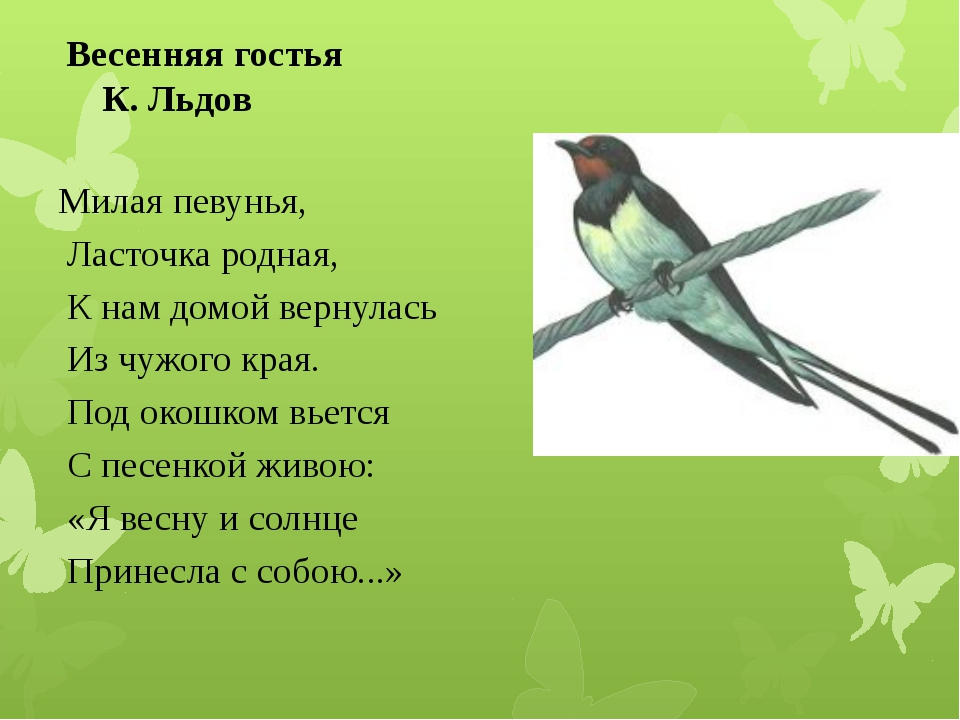 Весенняя гостья
К. Льдов
Милая певунья,
Ласточка родная,
К нам домой вернулась
Из чужого края.
Под окошком вьется
С песенкой живою:
«Я весну и солнце
Принесла с собою...»